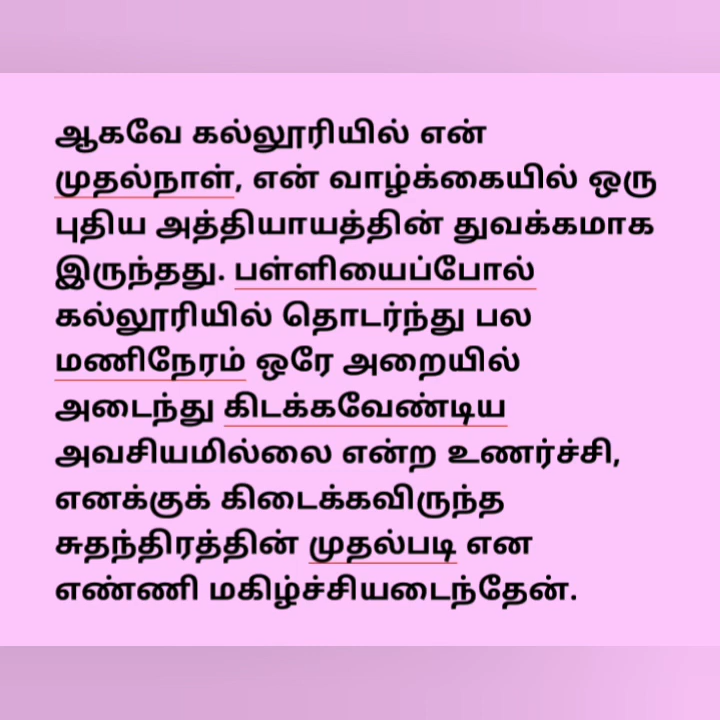 ஆகவே கல்லூரியில் என்
முதல்நாள், என் வாழ்க்கையில் ஒரு
புதிய அத்தியாயத்தின் துவக்கமாக
இருந்தது. பள்ளியைப்போல்
கல்லூரியில் தொடர்ந்து பல
மணிநேரம் ஒரே அறையில்
அடைந்து கிடக்கவேண்டிய
அவசியமில்லை என்ற உணர்ச்சி,
எனக்குக் கிடைக்கவிருந்த
சுதந்திரத்தின் முதல்படி என
எண்ணி மகிழ்ச்சியடைந்தேன்.